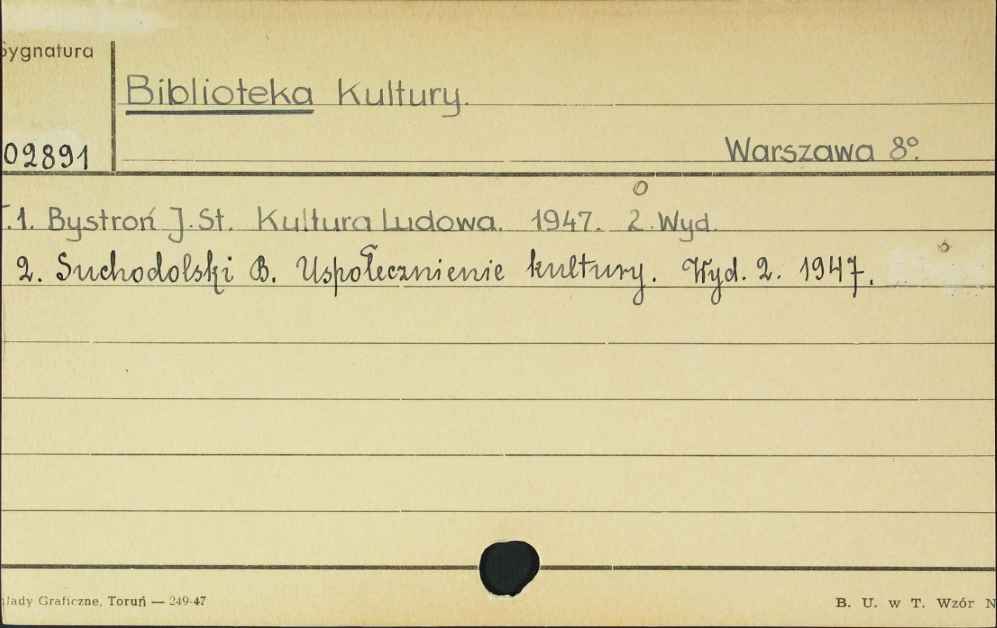 Sygnatura
Biblioteka Kultury.
02891
Warszawa 8°.
T.1. Bystroń J. St. Kultura Ludowa. 1947. 2. Wyd.
2. Suchodolski B. Uspołecznienie kultury. Wyd. 2. 1947.
łady Graficzne, Toruń — 249-47
B. U. w T. Wzór N